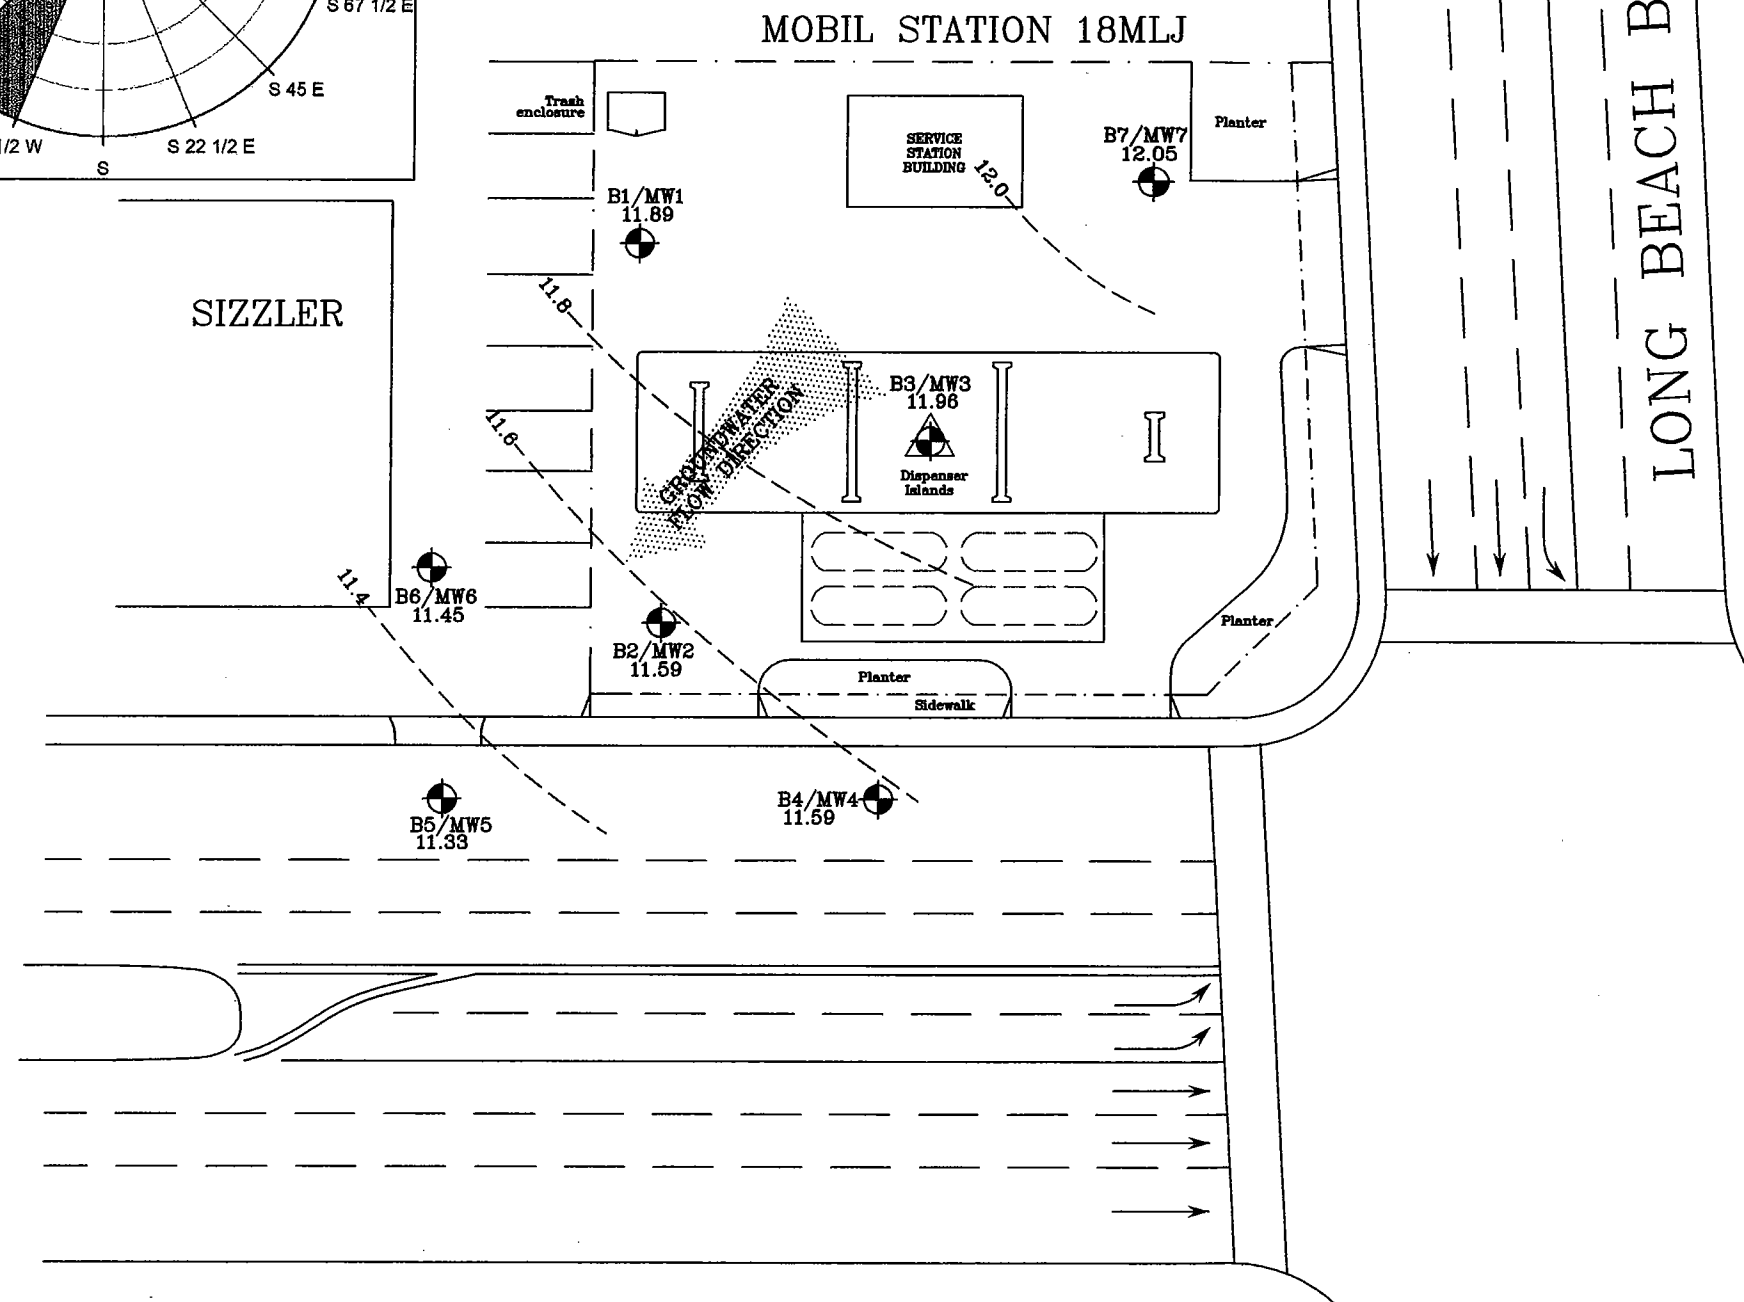 S 67 1/2 E
MOBIL STATION 18MLJ
S 45 E
/2 W
S
S 22 1/2 E
Trash
enclosure
SERVICE
STATION
BUILDING
12.0
B7/MW7
12.05
Planter
B1/MW1
11.89
SIZZLER
11.8
GROUNDWATER
FLOW DIRECTION
B3/MW3
11.96
Dispenser
Islands
11.6
11.4
B6/MW6
11.45
B2/MW2
11.59
Planter
Sidewalk
Planter
B5/MW5
11.33
B4/MW4
11.59
LONG BEACH B